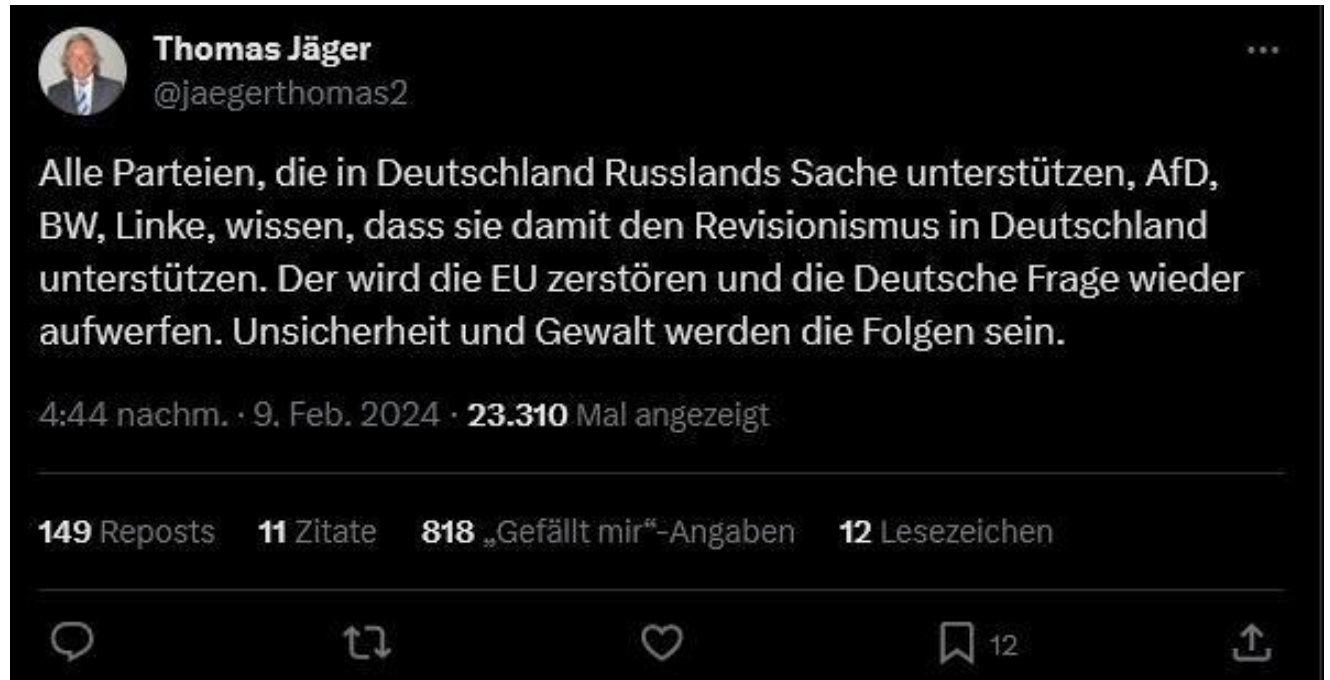 Thomas Jäger
@jaegerthomas2
Alle Parteien, die in Deutschland Russlands Sache unterstützen, AfD,
BW, Linke, wissen, dass sie damit den Revisionismus in Deutschland
unterstützen. Der wird die EU zerstören und die Deutsche Frage wieder
aufwerfen. Unsicherheit und Gewalt werden die Folgen sein.
4:44 nachm. · 9. Feb. 2024 · 23.310 Mal angezeigt
149 Reposts 11 Zitate 818 „Gefällt mir“-Angaben 12 Lesezeichen
12